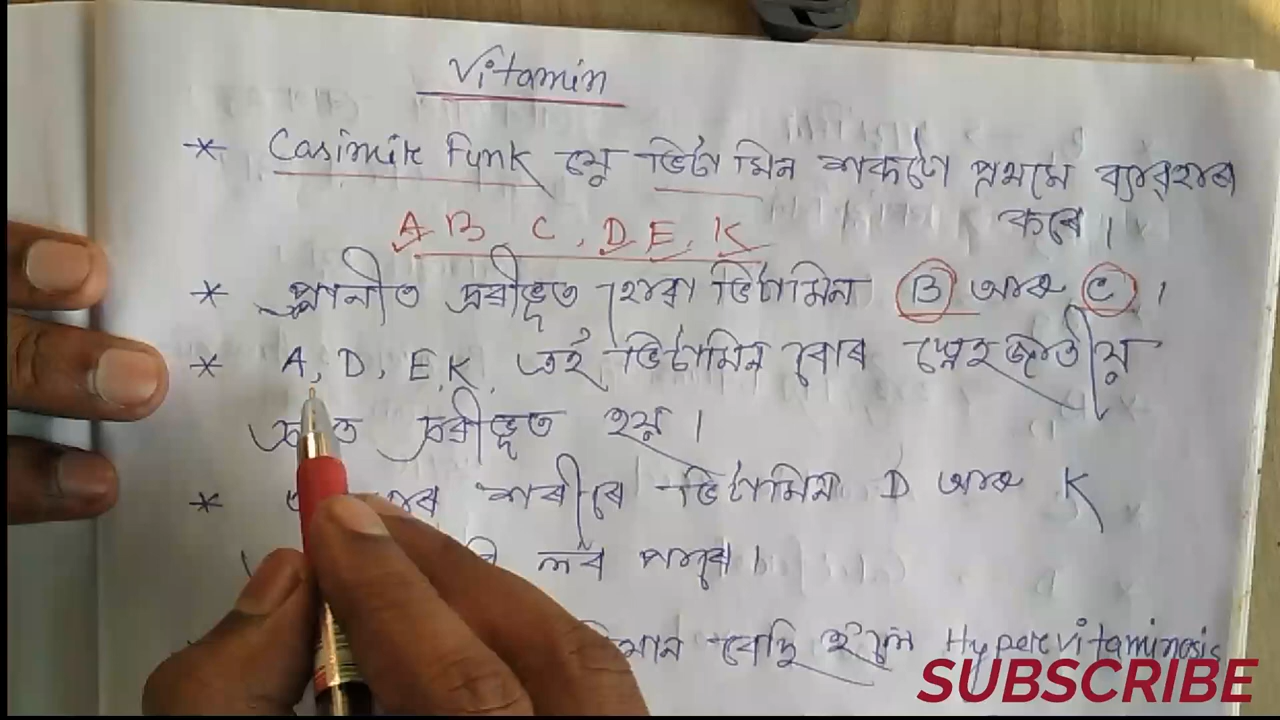 Vitamin
* Casimir Funk য়ে ভিটামিন শব্দটো প্ৰথমে ব্যৱহাৰ
কৰে।
A B C, D E, K
* পানীত দ্ৰৱীভূত হোৱা ভিটামিন B আৰু C।
* A, D, E, K এই ভিটামিন বোৰ স্নেহজাতীয়
দ্ৰৱীভূত হয়।
* শৰীৰে ভিটামিন D আৰু K
লব পাৰে।
বেছি হ'লে Hypervitaminosis
SUBSCRIBE